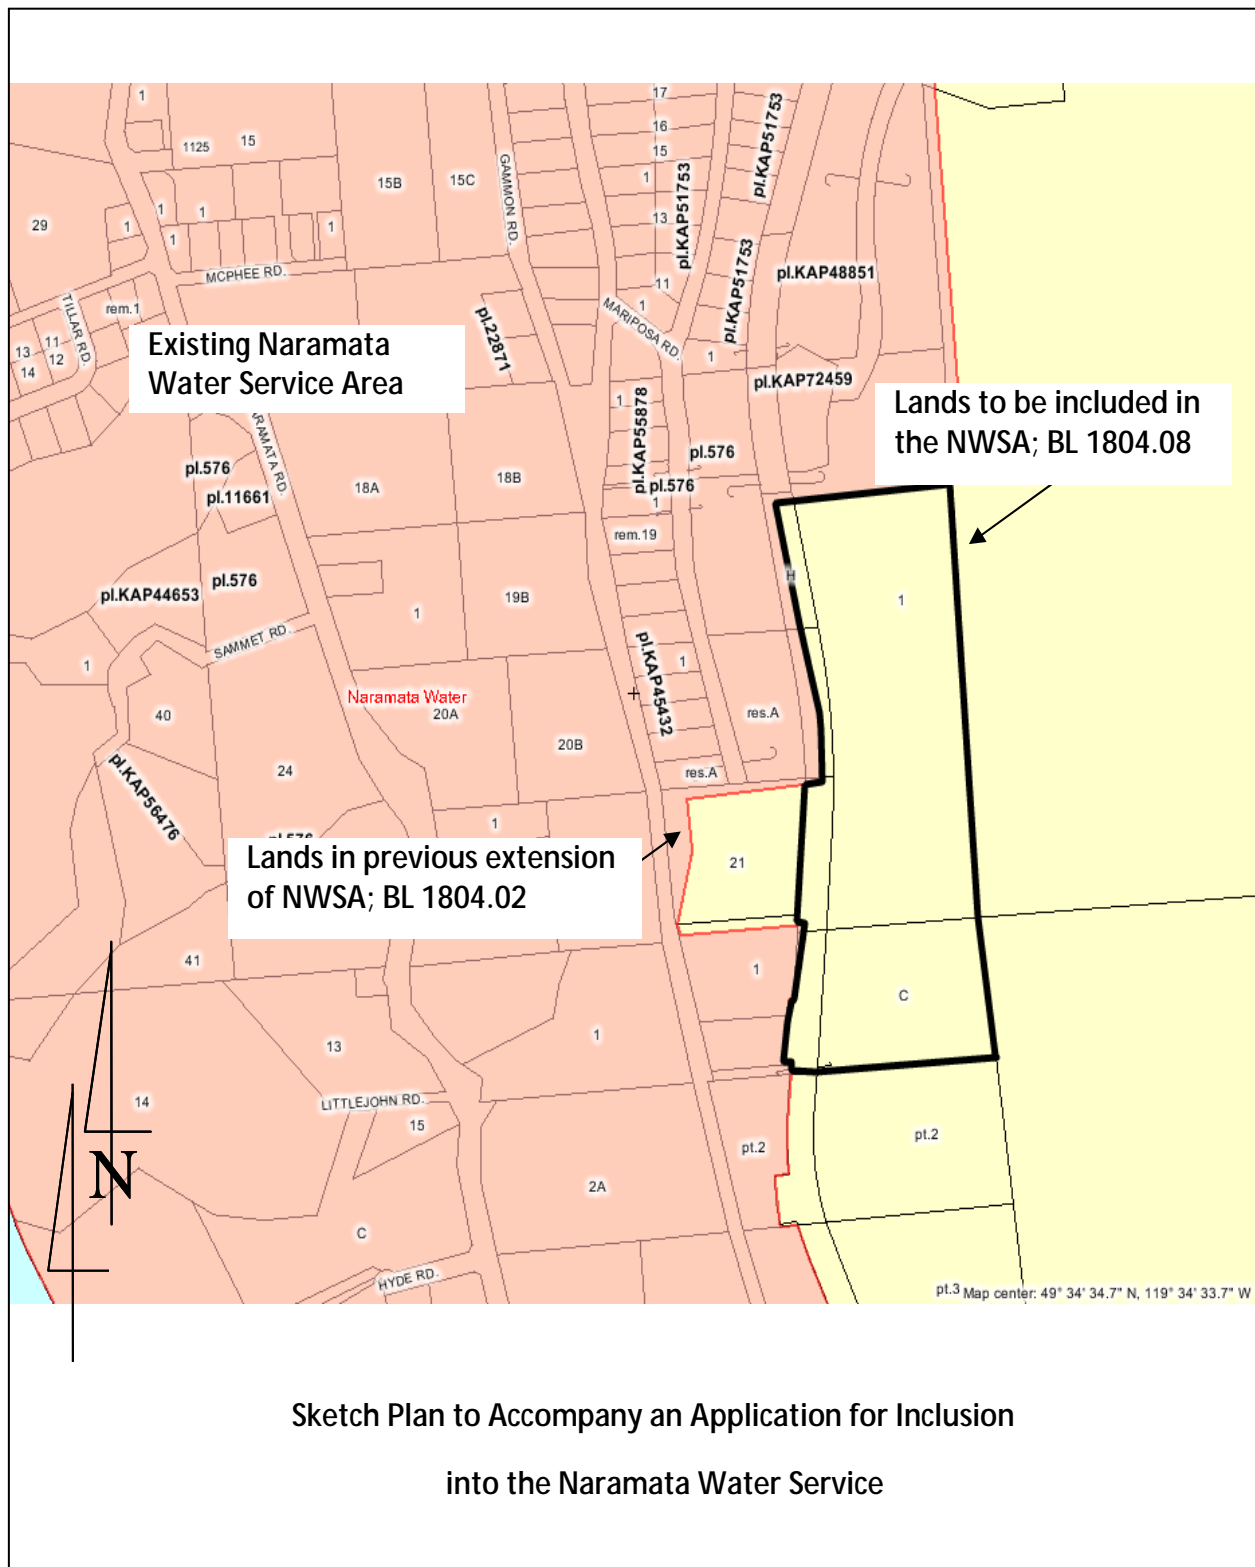 1
17
1125
15
16
pl.KAP51753
15B
15C
GAMMON RD.
15
pl.KAP51753
1
29
1
1
1
1
1
13
MCPHEE RD.
pl.KAP48851
pl.KAP51753
11
1
TILLAR RD.
rem.1
MARIPOSA RD.
pl.22871
Existing Naramata
Water Service Area
13
11
12
14
1
pl.KAP72459
Lands to be included in
the NWSA; BL 1804.08
1
pl.KAP55878
ARAMATA RD.
pl.576
pl.576
pl.11661
18A
18B
pl.576
1
rem.19
H
1
pl.KAP44653
pl.576
19B
1
SAMMET RD.
pl.KAP45432
1
1
Naramata Water
20A
40
res.A
20B
24
res.A
pl.KAP56476
1
pl.576
Lands in previous extension
of NWSA; BL 1804.02
21
41
1
C
13
1
14
LITTLEJOHN RD.
15
pt.2
pt.2
N
2A
C
HYDE RD.
pt.3
Map center: 49° 34' 34.7" N, 119° 34' 33.7" W
Sketch Plan to Accompany an Application for Inclusion
into the Naramata Water Service